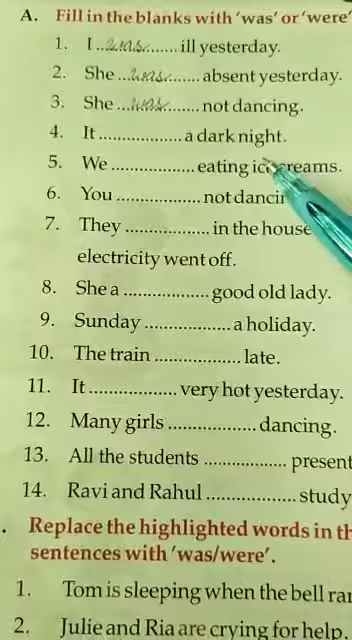 A. Fill in the blanks with 'was' or 'were'
1. I ..was......... ill yesterday.
2. She ...was......... absent yesterday.
3. She ...was......... not dancing.
4. It .................. a dark night.
5. We .................. eating ice creams.
6. You .................. not
7. They .................. in the house
electricity went off.
8. She a .................. good old lady.
9. Sunday .................. a holiday.
10. The train .................. late.
11. It .................. very hot yesterday.
12. Many girls .................. dancing.
13. All the students .................. present
14. Ravi and Rahul .................. study
Replace the highlighted words in
sentences with 'was/were'.
1. Tom is sleeping when the bell
2. Julie and Ria are crying for help.